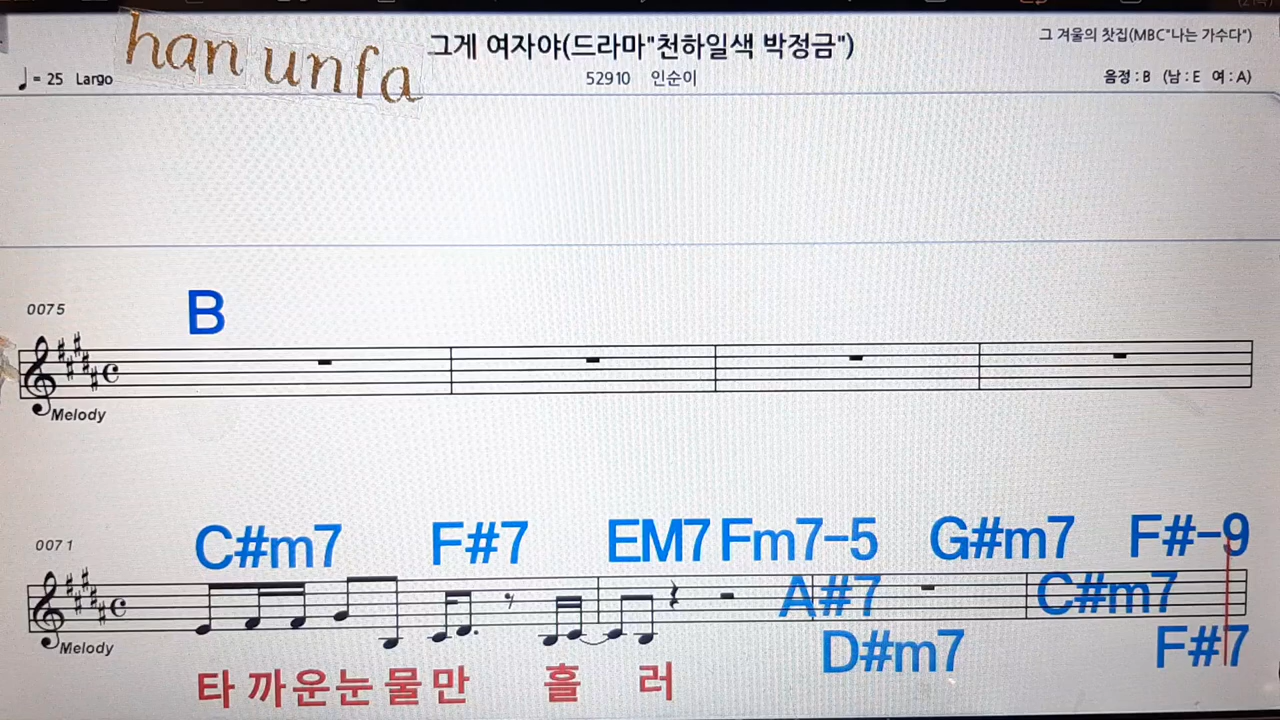 han unfa
그게 여자야(드라마"천하일색 박정금")
그 겨울의 찻집(MBC"나는 가수다")
♩ = 25 Largo
52910 인순이
음정 : B (남 : E 여 : A)
0075
B
Melody
0071
C#m7 F#7 EM7 Fm7-5 G#m7 F#-9
A#7 C#m7
D#m7 F#7
Melody
타 까운눈 물 만 흘 러